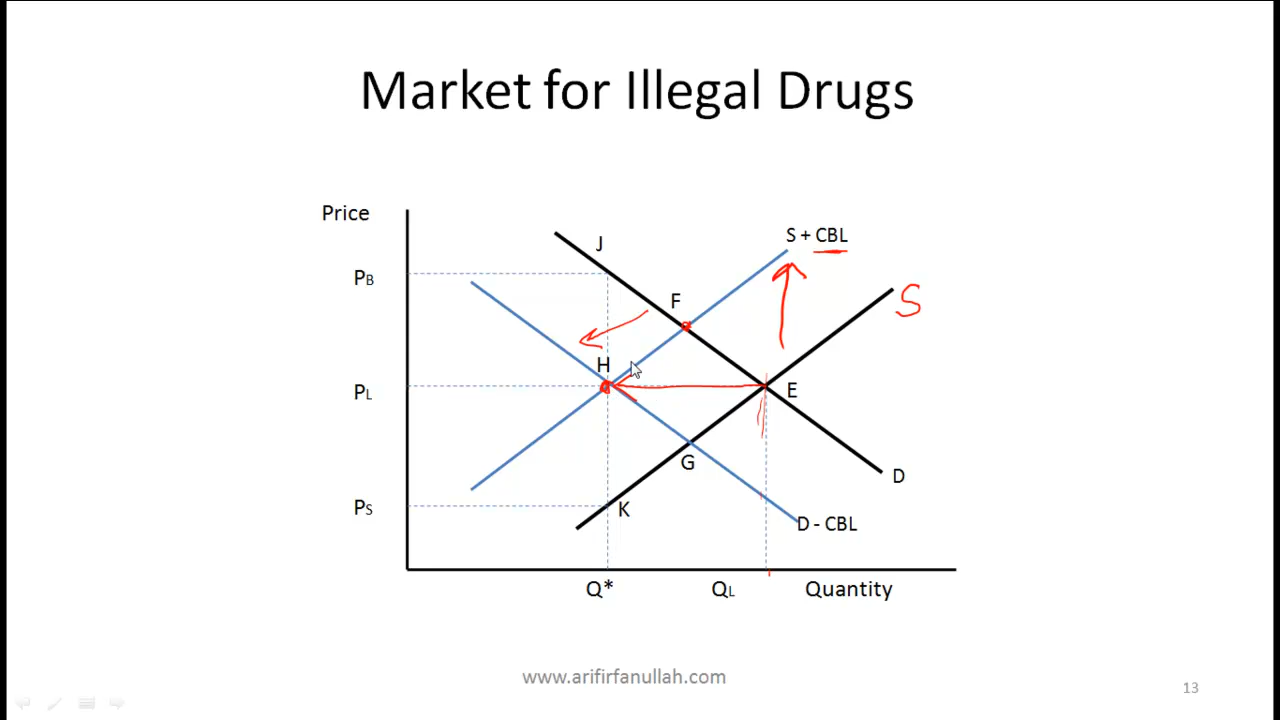 Market for Illegal Drugs
Price
J
S + CBL
PB
F
S
H
PL
E
G
D
PS
K
D - CBL
Q*
QL
Quantity
www.arifirfanullah.com
13